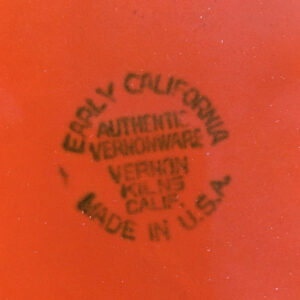 EARLY CALIFORNIA
AUTHENTIC
VERNONWARE
VERNON
KILNS
CALIF.
MADE IN U.S.A.